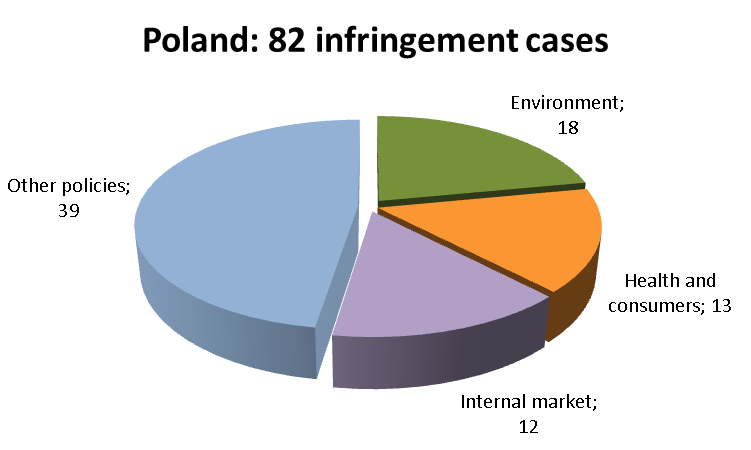 Poland: 82 infringement cases
Environment;
18
Other policies;
39
Health and
consumers; 13
Internal market;
12